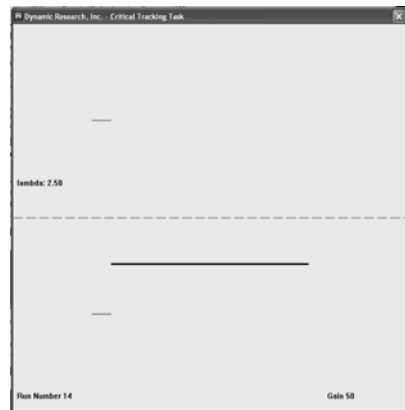 Dynamic Research, Inc. - Critical Tracking Task
lambda: 2.50
Run Number 14
Gain 50